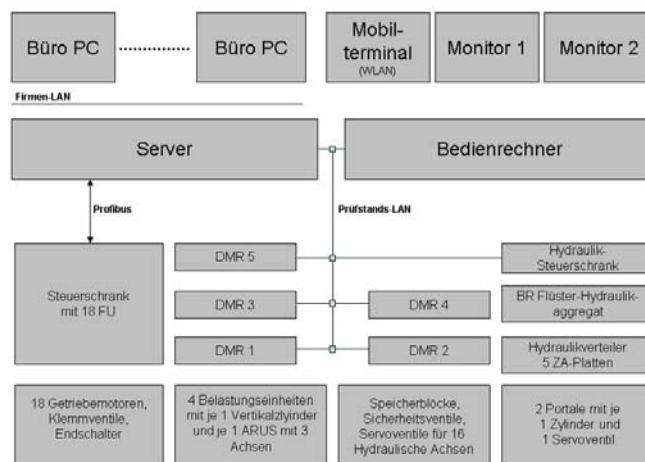 Büro PC
Büro PC
Mobil-
terminal
(WLAN)
Monitor 1
Monitor 2
Firmen-LAN
Server
Bedienrechner
Profibus
Prüfstands-LAN
Steuerschrank
mit 18 FU
DMR 5
Hydraulik-
Steuerschrank
DMR 3
DMR 4
BR Flüster-Hydraulik-
aggregat
DMR 1
DMR 2
Hydraulikverteiler
5 ZA-Platten
18 Getriebemotoren,
Klemmventile,
Endschalter
4 Belastungseinheiten
mit je 1 Vertikalzlyinder
und je 1 ARUS mit 3
Achsen
Speicherblöcke,
Sicherheitsventile,
Servoventile für 16
Hydraulische Achsen
2 Portale mit je
1 Zylinder und
1 Servoventil